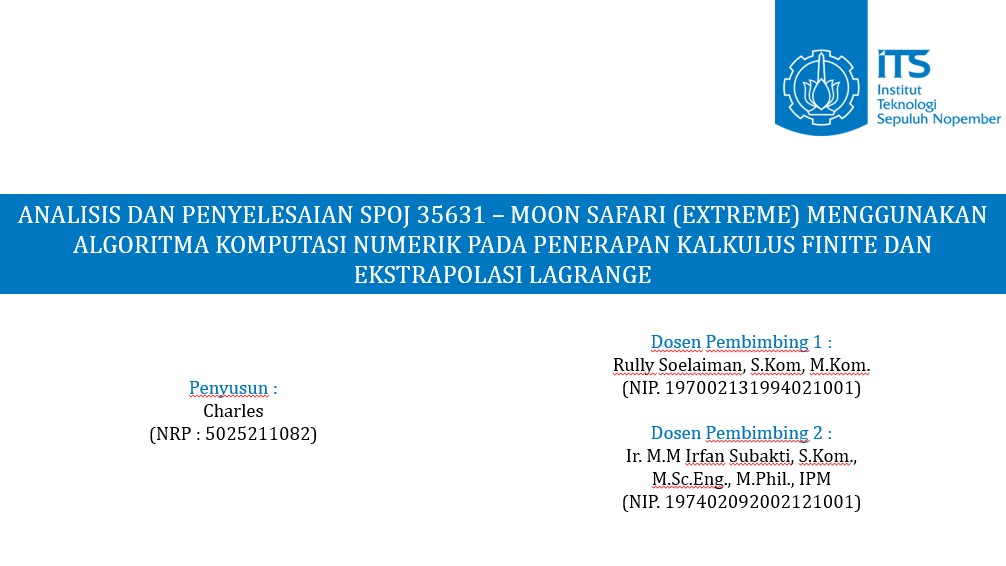 iTS
Institut
Teknologi
Sepuluh Nopember
ANALISIS DAN PENYELESAIAN SPOJ 35631 – MOON SAFARI (EXTREME) MENGGUNAKAN
ALGORITMA KOMPUTASI NUMERIK PADA PENERAPAN KALKULUS FINITE DAN
EKSTRAPOLASI LAGRANGE
Penyusun :
Charles
(NRP : 5025211082)
Dosen Pembimbing 1 :
Rully Soelaiman, S.Kom, M.Kom.
(NIP. 197002131994021001)
Dosen Pembimbing 2 :
Ir. M.M Irfan Subakti, S.Kom.,
M.Sc.Eng., M.Phil., IPM
(NIP. 197402092002121001)